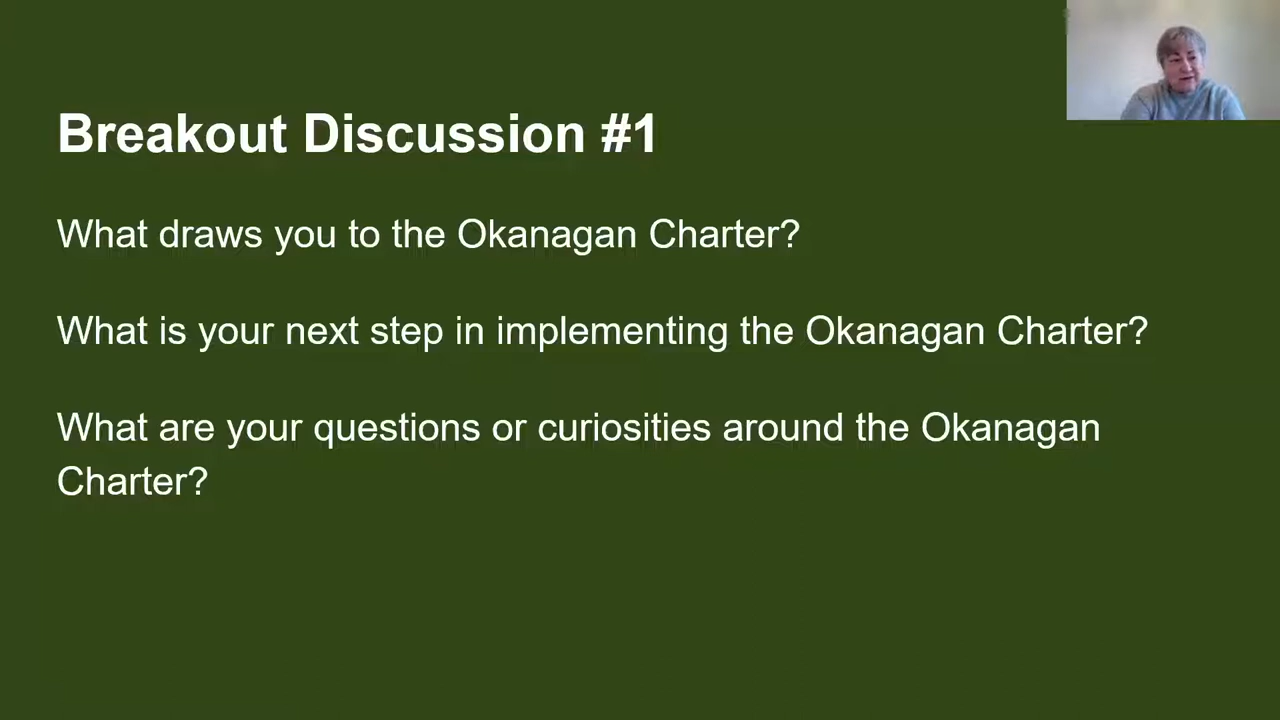 Breakout Discussion #1
What draws you to the Okanagan Charter?
What is your next step in implementing the Okanagan Charter?
What are your questions or curiosities around the Okanagan
Charter?